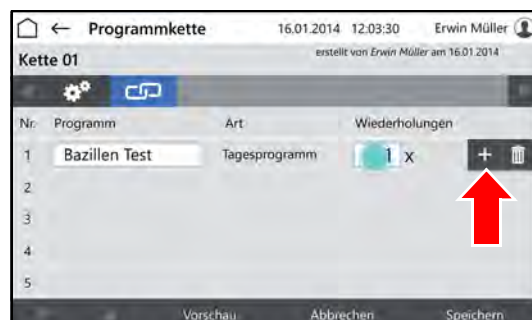 Programmkette 16.01.2014 12:03:30 Erwin Müller
Kette 01 erstellt von Erwin Müller am 16.01.2014
Nr. Programm Art Wiederholungen
1 Bazillen Test Tagesprogramm 1 x +
2
3
4
5
Vorschau Abbrechen Speichern